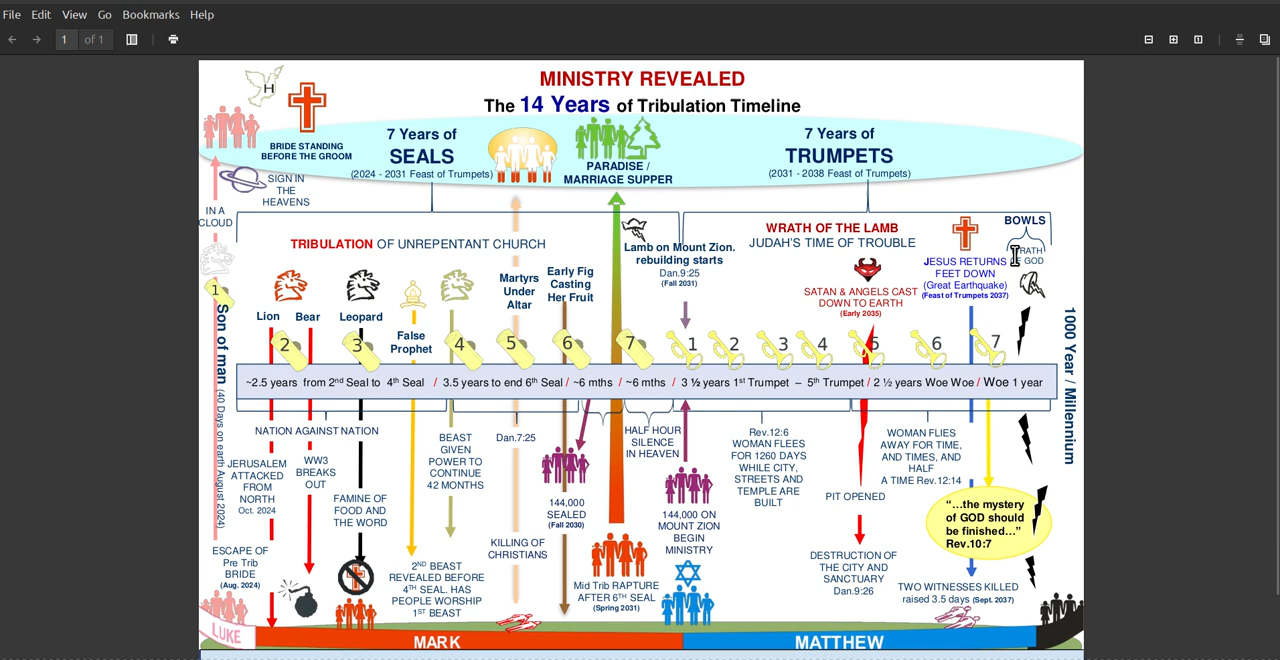 File Edit View Go Bookmarks Help
1 of 1
MINISTRY REVEALED
The 14 Years of Tribulation Timeline
H
BRIDE STANDING
BEFORE THE GROOM
7 Years of
SEALS
(2024 - 2031 Feast of Trumpets)
PARADISE /
MARRIAGE SUPPER
7 Years of
TRUMPETS
(2031 - 2038 Feast of Trumpets)
SIGN IN
THE
HEAVENS
IN A
CLOUD
TRIBULATION OF UNREPENTANT CHURCH
Lamb on Mount Zion.
rebuilding starts
Dan.9:25
(Fall 2031)
WRATH OF THE LAMB
JUDAH'S TIME OF TROUBLE
BOWLS
GOD
JESUS RETURNS
FEET DOWN
(Great Earthquake)
(Feast of Trumpets 2037)
SATAN & ANGELS CAST
DOWN TO EARTH
(Early 2035)
Martyrs
Under
Altar
Early Fig
Casting
Her Fruit
Lion
Bear
Leopard
False
Prophet
1
2
3
4
5
6
7
1
2
3
4
5
6
7
Son of man (40 Days on earth August 2024)
1000 Year / Millennium
~2.5 years from 2nd Seal to 4th Seal / 3.5 years to end 6th Seal / ~6 mths / ~6 mths / 3 ½ years 1st Trumpet – 5th Trumpet / 2 ½ years Woe Woe / Woe 1 year
NATION AGAINST NATION
JERUSALEM
ATTACKED
FROM
NORTH
Oct. 2024
WW3
BREAKS
OUT
FAMINE OF
FOOD AND
THE WORD
BEAST
GIVEN
POWER TO
CONTINUE
42 MONTHS
Dan.7:25
HALF HOUR
SILENCE
IN HEAVEN
Rev.12:6
WOMAN FLEES
FOR 1260 DAYS
WHILE CITY,
STREETS AND
TEMPLE ARE
BUILT
WOMAN FLIES
AWAY FOR TIME,
AND TIMES, AND
HALF
A TIME Rev.12:14
PIT OPENED
144,000
SEALED
(Fall 2030)
144,000 ON
MOUNT ZION
BEGIN
MINISTRY
"...the mystery
of GOD should
be finished..."
Rev.10:7
ESCAPE OF
Pre Trib
BRIDE
(Aug. 2024)
2ND BEAST
REVEALED BEFORE
4TH SEAL. HAS
PEOPLE WORSHIP
1ST BEAST
KILLING OF
CHRISTIANS
Mid Trib RAPTURE
AFTER 6TH SEAL
(Spring 2031)
DESTRUCTION OF
THE CITY AND
SANCTUARY
Dan.9:26
TWO WITNESSES KILLED
raised 3.5 days (Sept. 2037)
LUKE
MARK
MATTHEW